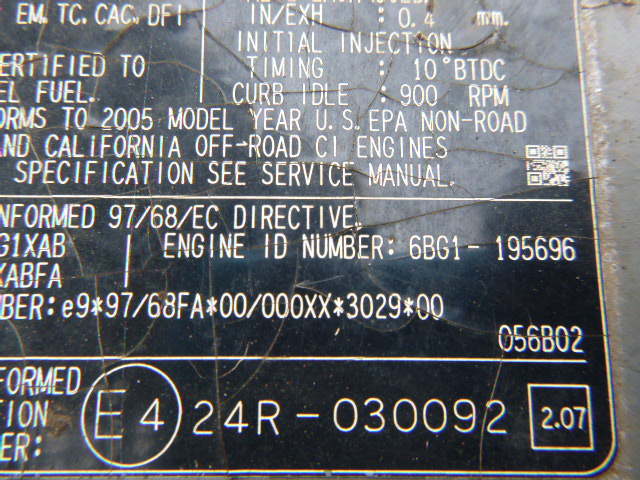 IN/EXH : 0.4 mm.
EM, TC, CAC, DFI
INITIAL INJECTION
ERTIFIED TO TIMING : 10°BTDC
EL FUEL. CURB IDLE : 900 RPM
ORMS TO 2005 MODEL YEAR U.S. EPA NON-ROAD
ND CALIFORNIA OFF-ROAD CI ENGINES
SPECIFICATION SEE SERVICE MANUAL.
NFORMED 97/68/EC DIRECTIVE.
G1XAB ENGINE ID NUMBER: 6BG1-195696
XABFA
BER: e9*97/68FA*00/000XX*3029*00
056B02
FORMED
TION E 4 24R-030092 2.07
ER: